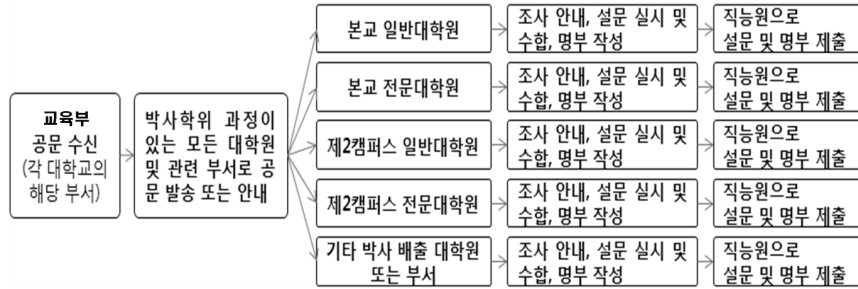 교육부
공문 수신
(각 대학교의
해당 부서)
박사학위 과정이
있는 모든 대학원
및 관련 부서로 공
문 발송 또는 안내
본교 일반대학원
조사 안내, 설문 실시 및
수합, 명부 작성
직능원으로
설문 및 명부 제출
본교 전문대학원
조사 안내, 설문 실시 및
수합, 명부 작성
직능원으로
설문 및 명부 제출
제2캠퍼스 일반대학원
조사 안내, 설문 실시 및
수합, 명부 작성
직능원으로
설문 및 명부 제출
제2캠퍼스 전문대학원
조사 안내, 설문 실시 및
수합, 명부 작성
직능원으로
설문 및 명부 제출
기타 박사 배출 대학원
또는 부서
조사 안내, 설문 실시 및
수합, 명부 작성
직능원으로
설문 및 명부 제출